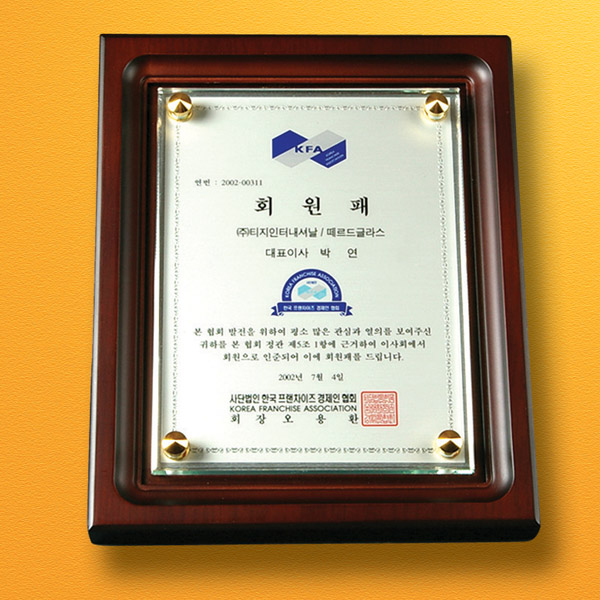 KFA
연번 : 2002-00311
회 원 패
㈜티지인터내셔날 / 떼르드글라스
대표이사 박 연
KOREA FRANCHISE ASSOCIATION
한국 프랜차이즈 경제인 협회
본 협회 발전을 위하여 평소 많은 관심과 열의를 보여주신
귀하를 본 협회 정관 제5조 1항에 근거하여 이사회에서
회원으로 인준되어 이에 회원패를 드립니다.
2002년 7월 4일
사단법인 한국 프랜차이즈 경제인 협회
KOREA FRANCHISE ASSOCIATION
회 장 오 용 환